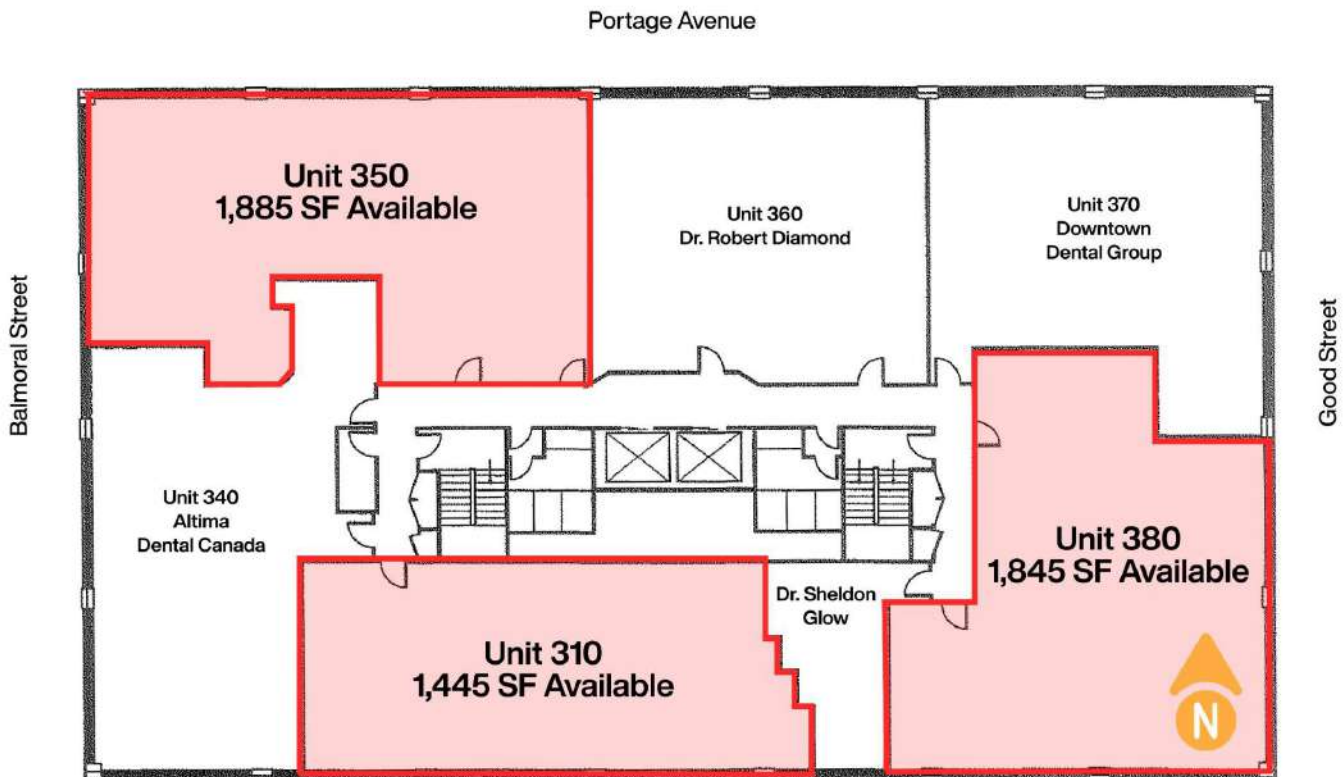 Portage Avenue
Unit 350
1,885 SF Available
Unit 360
Dr. Robert Diamond
Unit 370
Downtown
Dental Group
Balmoral Street
Good Street
Unit 340
Altima
Dental Canada
Unit 380
1,845 SF Available
Dr. Sheldon
Glow
Unit 310
1,445 SF Available
N